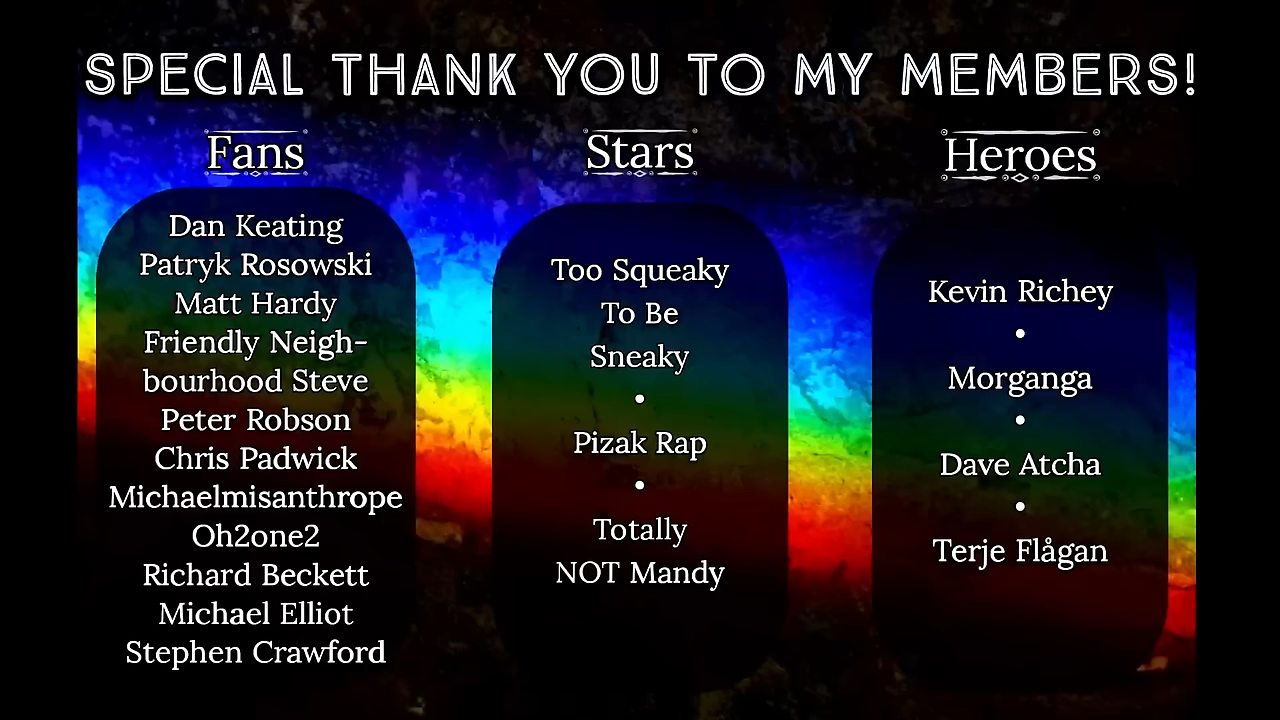 SPECIAL THANK YOU TO MY MEMBERS!
Fans
Dan Keating
Patryk Rosowski
Matt Hardy
Friendly Neigh-
bourhood Steve
Peter Robson
Chris Padwick
Michaelmisanthrope
Oh2one2
Richard Beckett
Michael Elliot
Stephen Crawford
Stars
Too Squeaky
To Be
Sneaky
•
Pizak Rap
•
Totally
NOT Mandy
Heroes
Kevin Richey
•
Morganga
•
Dave Atcha
•
Terje Flågan